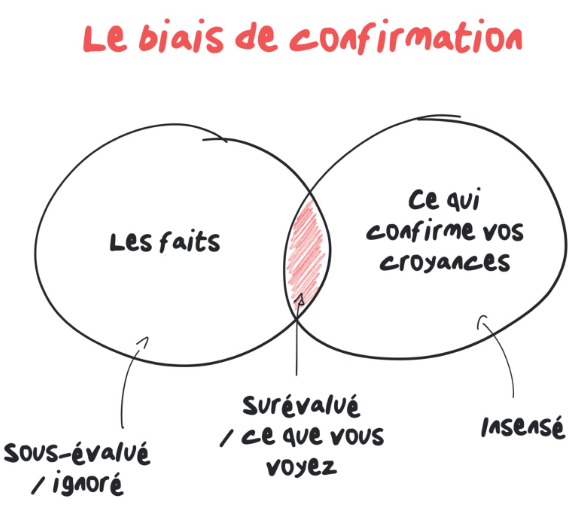 Le biais de confirmation
Les faits
Ce qui
confirme vos
croyances
Sous-évalué
/ ignoré
Surévalué
/ ce que vous
voyez
Insensé